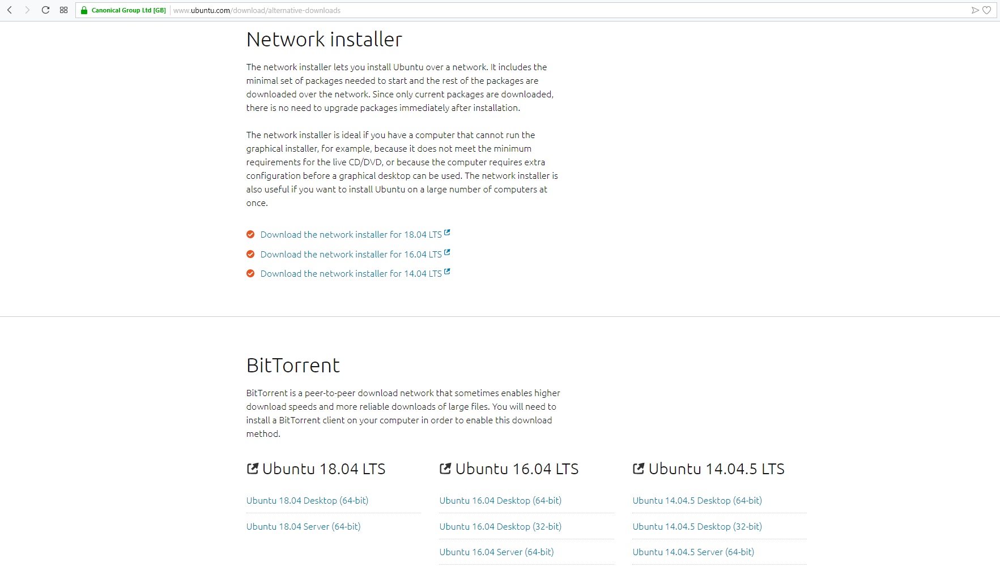 Canonical Group Ltd [GB] www.ubuntu.com/download/alternative-downloads
Network installer
The network installer lets you install Ubuntu over a network. It includes the
minimal set of packages needed to start and the rest of the packages are
downloaded over the network. Since only current packages are downloaded,
there is no need to upgrade packages immediately after installation.
The network installer is ideal if you have a computer that cannot run the
graphical installer, for example, because it does not meet the minimum
requirements for the live CD/DVD, or because the computer requires extra
configuration before a graphical desktop can be used. The network installer is
also useful if you want to install Ubuntu on a large number of computers at
once.
Download the network installer for 18.04 LTS
Download the network installer for 16.04 LTS
Download the network installer for 14.04 LTS
BitTorrent
BitTorrent is a peer-to-peer download network that sometimes enables higher
download speeds and more reliable downloads of large files. You will need to
install a BitTorrent client on your computer in order to enable this download
method.
Ubuntu 18.04 LTS
Ubuntu 18.04 Desktop (64-bit)
Ubuntu 18.04 Server (64-bit)
Ubuntu 16.04 LTS
Ubuntu 16.04 Desktop (64-bit)
Ubuntu 16.04 Desktop (32-bit)
Ubuntu 16.04 Server (64-bit)
Ubuntu 14.04.5 LTS
Ubuntu 14.04.5 Desktop (64-bit)
Ubuntu 14.04.5 Desktop (32-bit)
Ubuntu 14.04.5 Server (64-bit)